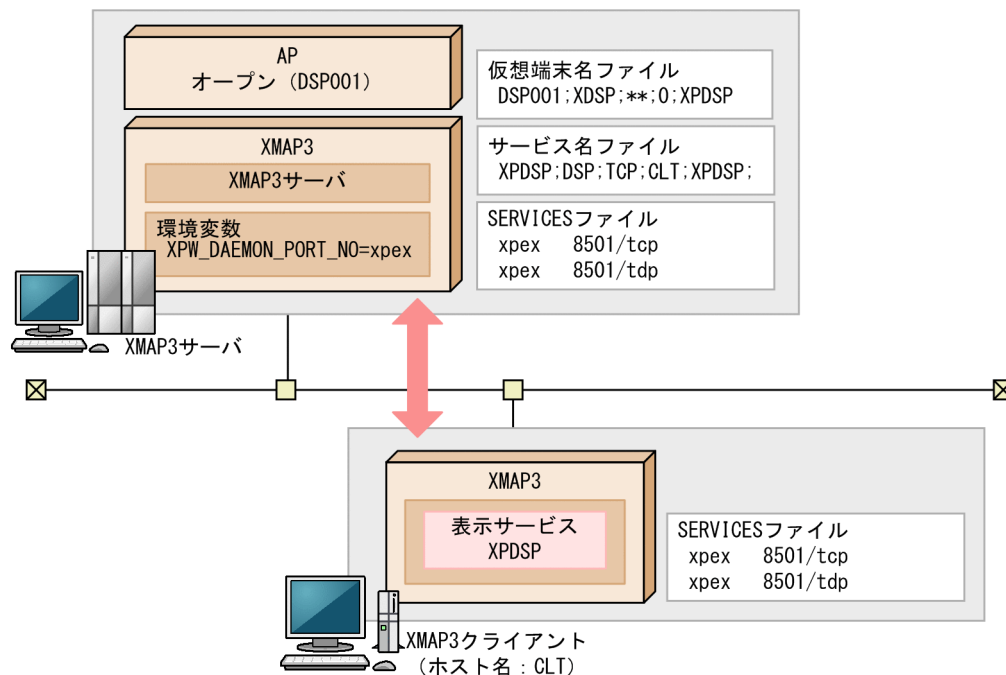 AP
オープン（DSP001）
仮想端末名ファイル
DSP001;XDSP;**;0;XPDSP
XMAP3
XMAP3サーバ
環境変数
XPW_DAEMON_PORT_NO=xpex
サービス名ファイル
XPDSP;DSP;TCP;CLT;XPDSP;
SERVICESファイル
xpex 8501/tcp
xpex 8501/tdp
XMAP3サーバ
XMAP3
表示サービス
XPDSP
SERVICESファイル
xpex 8501/tcp
xpex 8501/tdp
XMAP3クライアント
（ホスト名：CLT）